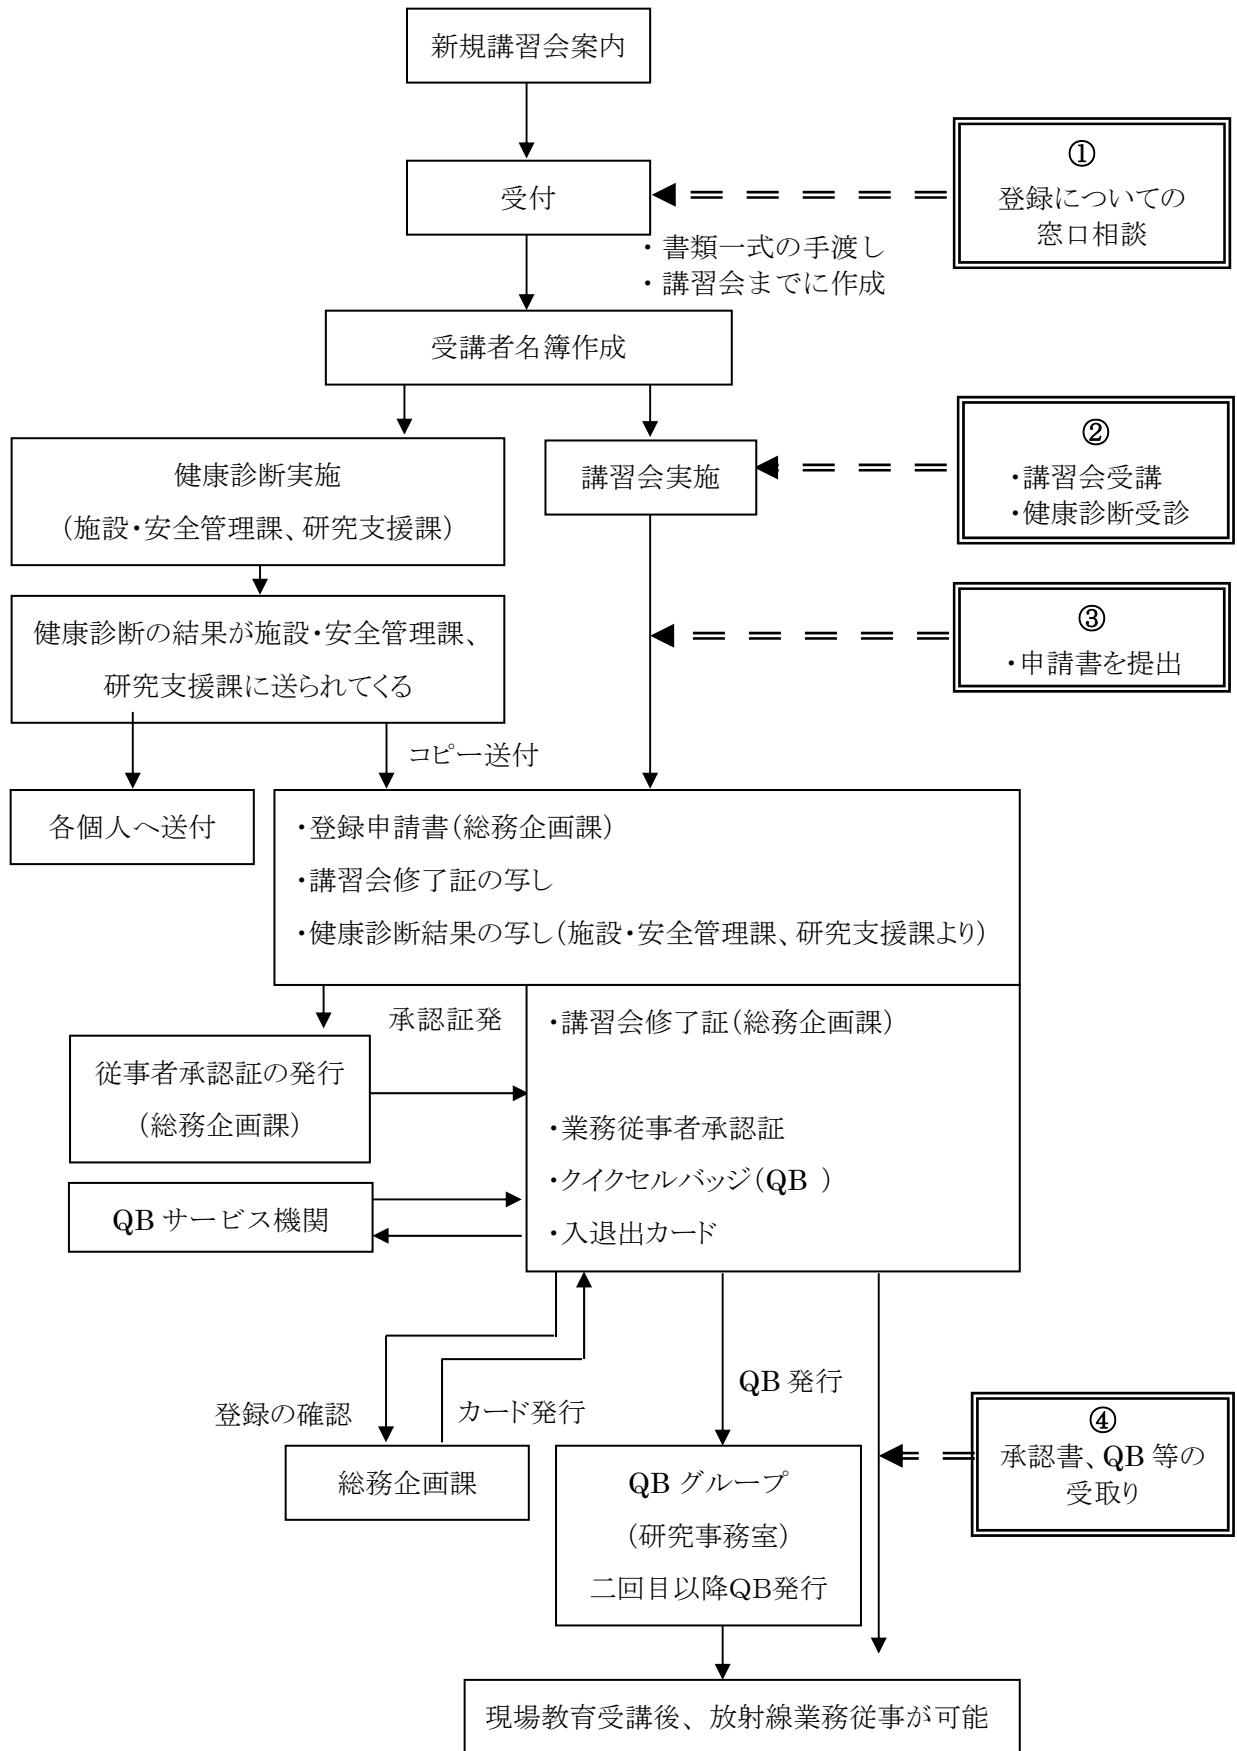 新規講習会案内
①
登録についての
窓口相談
受付
・書類一式の手渡し
・講習会までに作成
受講者名簿作成
②
・講習会受講
・健康診断受診
健康診断実施
(施設・安全管理課、研究支援課)
講習会実施
③
・申請書を提出
健康診断の結果が施設・安全管理課、
研究支援課に送られてくる
コピー送付
各個人へ送付
・登録申請書(総務企画課)
・講習会修了証の写し
・健康診断結果の写し(施設・安全管理課、研究支援課より)
承認証発
・講習会修了証(総務企画課)
従事者承認証の発行
(総務企画課)
・業務従事者承認証
・クイクセルバッジ(QB )
・入退出カード
QB サービス機関
QB 発行
登録の確認
カード発行
④
承認書、QB 等の
受取り
総務企画課
QB グループ
(研究事務室)
二回目以降QB発行
現場教育受講後、放射線業務従事が可能